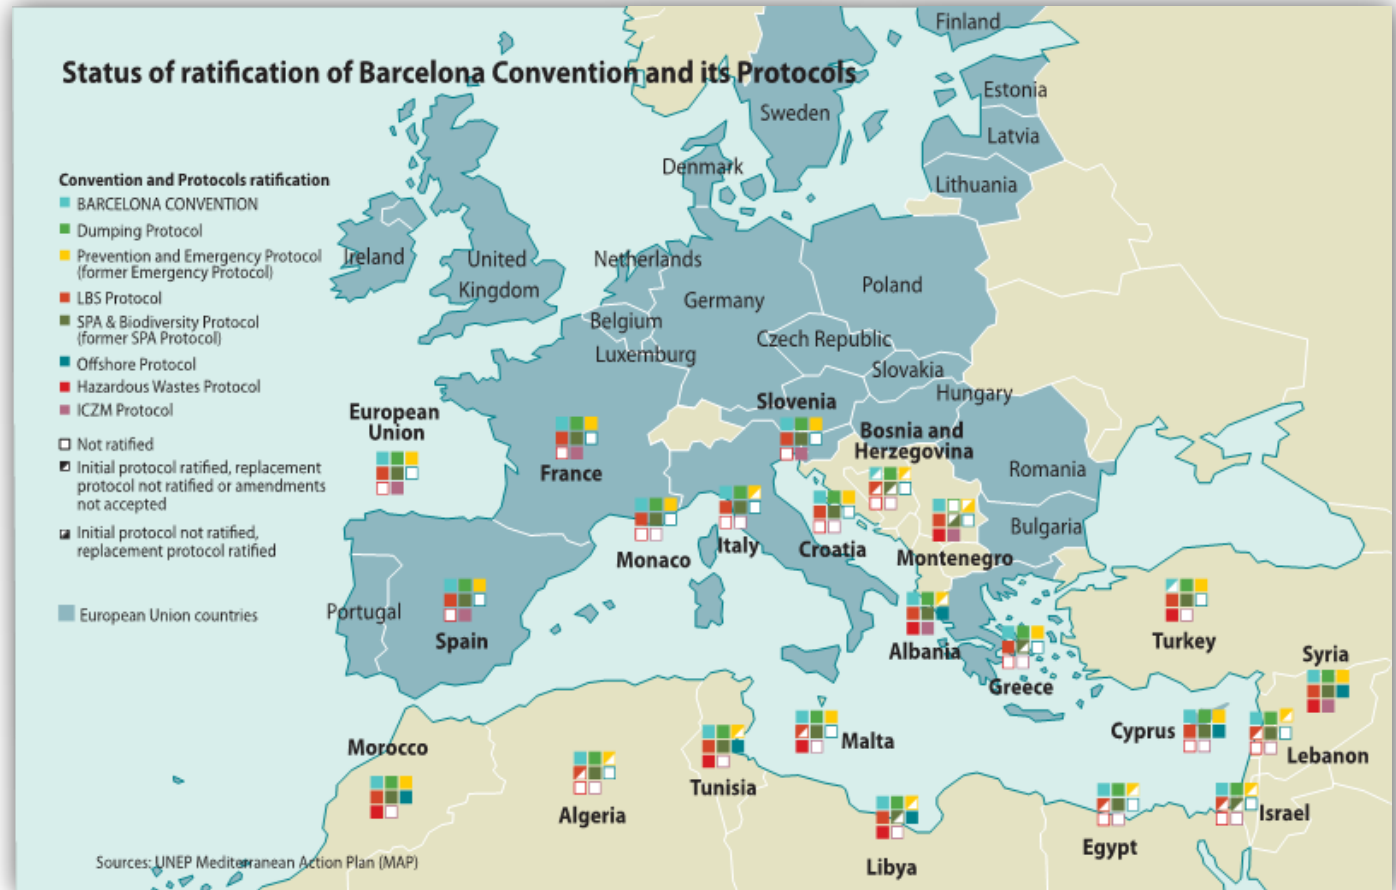 Status of ratification of Barcelona Convention and its Protocols
Convention and Protocols ratification
BARCELONA CONVENTION
Dumping Protocol
Prevention and Emergency Protocol
(former Emergency Protocol)
LBS Protocol
SPA & Biodiversity Protocol
(former SPA Protocol)
Offshore Protocol
Hazardous Wastes Protocol
ICZM Protocol
Not ratified
Initial protocol ratified, replacement
protocol not ratified or amendments
not accepted
Initial protocol not ratified,
replacement protocol ratified
European Union countries
Finland
Estonia
Sweden
Latvia
Denmark
Lithuania
Ireland
United
Kingdom
Netherlands
Germany
Poland
Belgium
Czech Republic
Luxemburg
Slovakia
Hungary
European
Union
Slovenia
Bosnia and
Herzegovina
France
Romania
Bulgaria
Monaco
Italy
Croatia
Montenegro
Portugal
Spain
Albania
Turkey
Greece
Syria
Morocco
Malta
Cyprus
Lebanon
Algeria
Tunisia
Libya
Egypt
Israel
Sources: UNEP Mediterranean Action Plan (MAP)